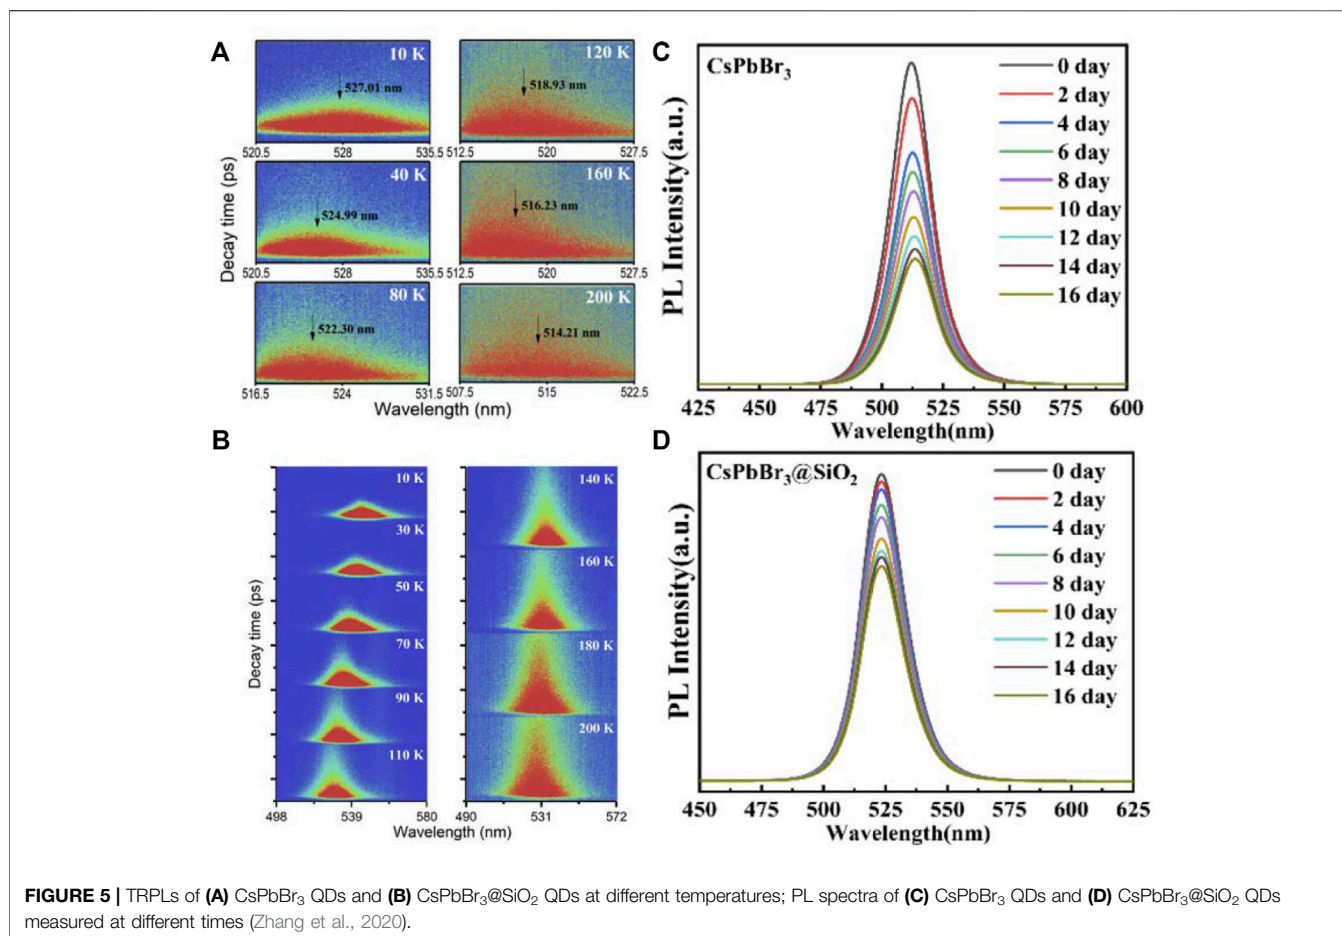 A
10 K
527.01 nm
520.5 528 535.5
40 K
524.99 nm
520.5 528 535.5
80 K
522.30 nm
516.5 524 531.5
120 K
518.93 nm
512.5 520 527.5
160 K
516.23 nm
512.5 520 527.5
200 K
514.21 nm
507.5 515 522.5
Decay time (ps)
Wavelength (nm)
B
10 K
30 K
50 K
70 K
90 K
110 K
498 539 580
140 K
160 K
180 K
200 K
490 531 572
Decay time (ps)
Wavelength (nm)
C
CsPbBr₃
0 day
2 day
4 day
6 day
8 day
10 day
12 day
14 day
16 day
PL Intensity(a.u.)
425 450 475 500 525 550 575 600
Wavelength(nm)
D
CsPbBr₃@SiO₂
0 day
2 day
4 day
6 day
8 day
10 day
12 day
14 day
16 day
PL Intensity(a.u.)
450 475 500 525 550 575 600 625
Wavelength(nm)
FIGURE 5 | TRPLs of (A) CsPbBr₃ QDs and (B) CsPbBr₃@SiO₂ QDs at different temperatures; PL spectra of (C) CsPbBr₃ QDs and (D) CsPbBr₃@SiO₂ QDs
measured at different times (Zhang et al., 2020).